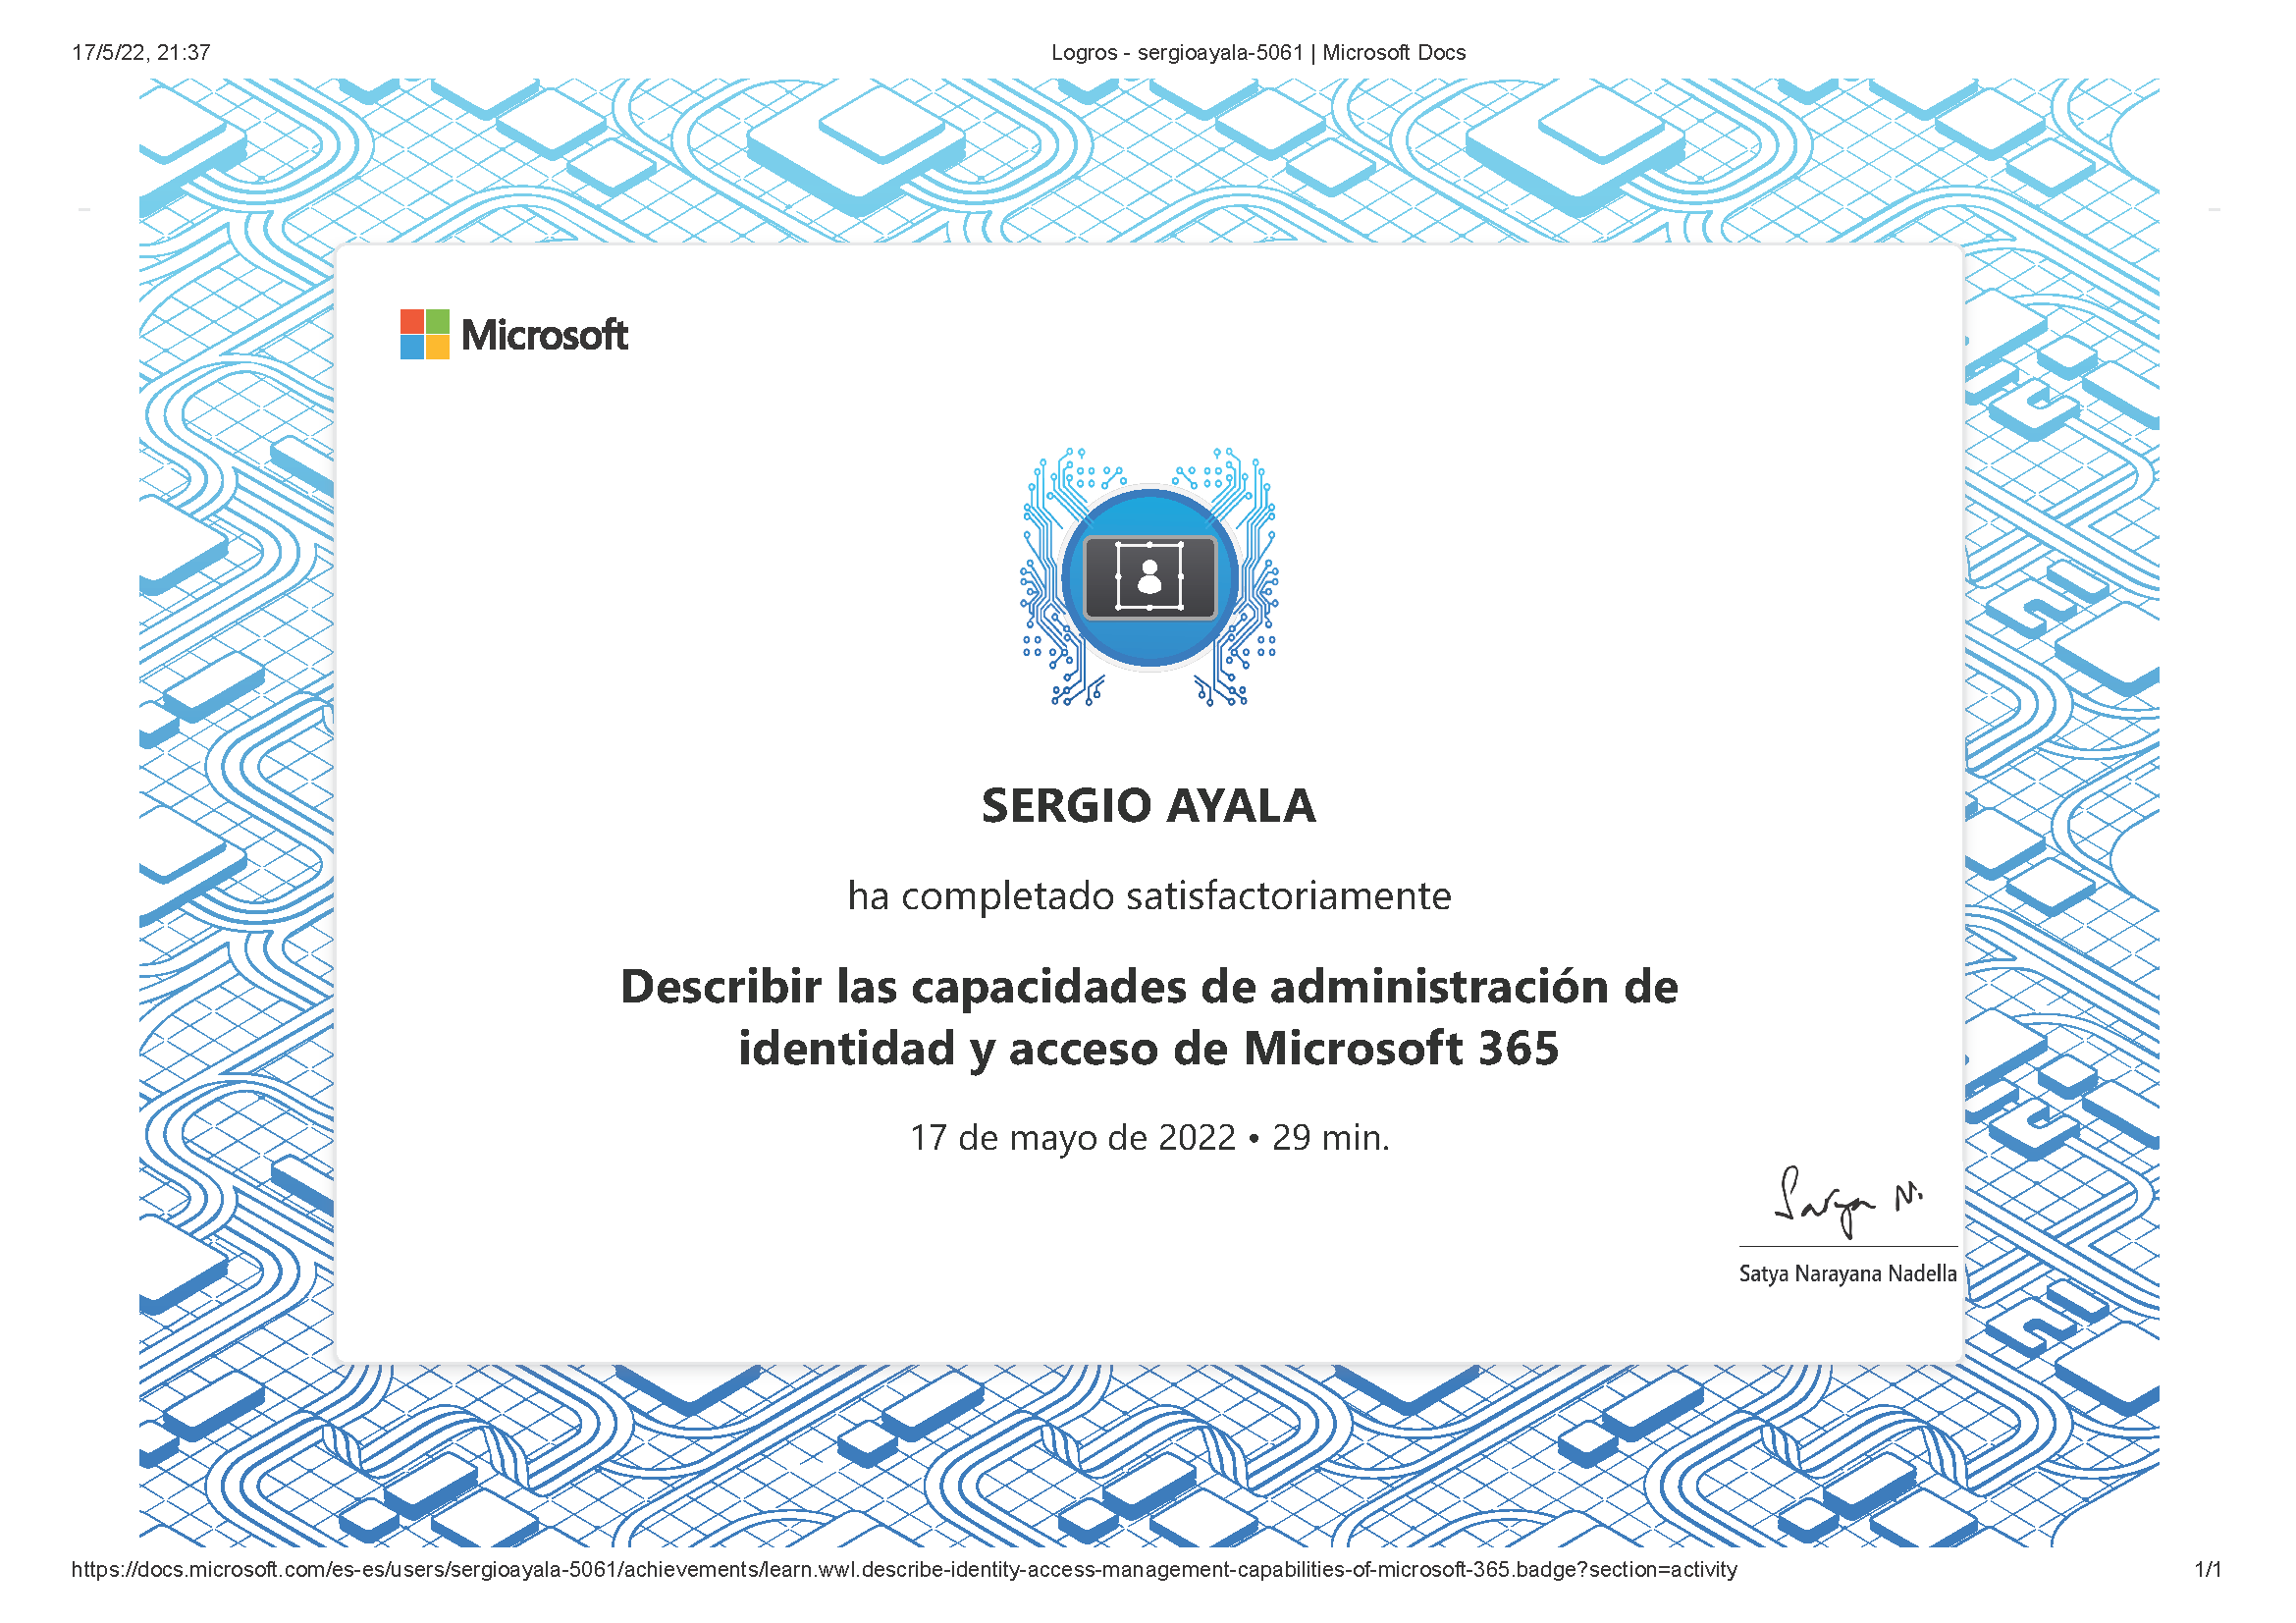 17/5/22, 21:37
Logros - sergioayala-5061 | Microsoft Docs
Microsoft
SERGIO AYALA
ha completado satisfactoriamente
Describir las capacidades de administración de
identidad y acceso de Microsoft 365
17 de mayo de 2022 • 29 min.
Satya N.
Satya Narayana Nadella
https://docs.microsoft.com/es-es/users/sergioayala-5061/achievements/learn.wwl.describe-identity-access-management-capabilities-of-microsoft-365.badge?section=activity
1/1